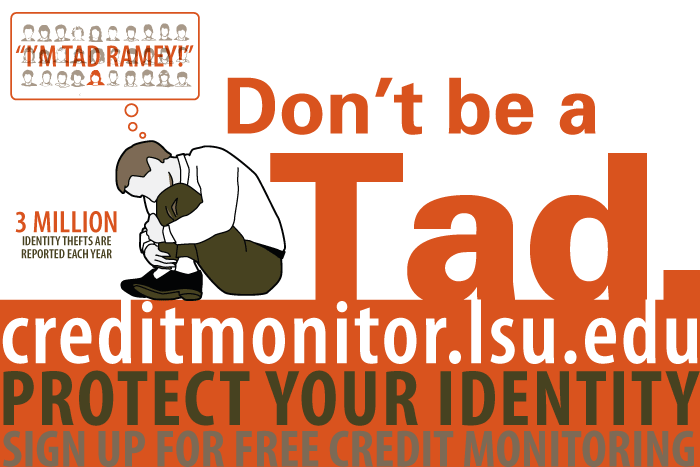 “I’M TAD RAMEY!”
Don’t be a
Tad.
3 MILLION
IDENTITY THEFTS ARE
REPORTED EACH YEAR
creditmonitor.lsu.edu
PROTECT YOUR IDENTITY
SIGN UP FOR FREE CREDIT MONITORING